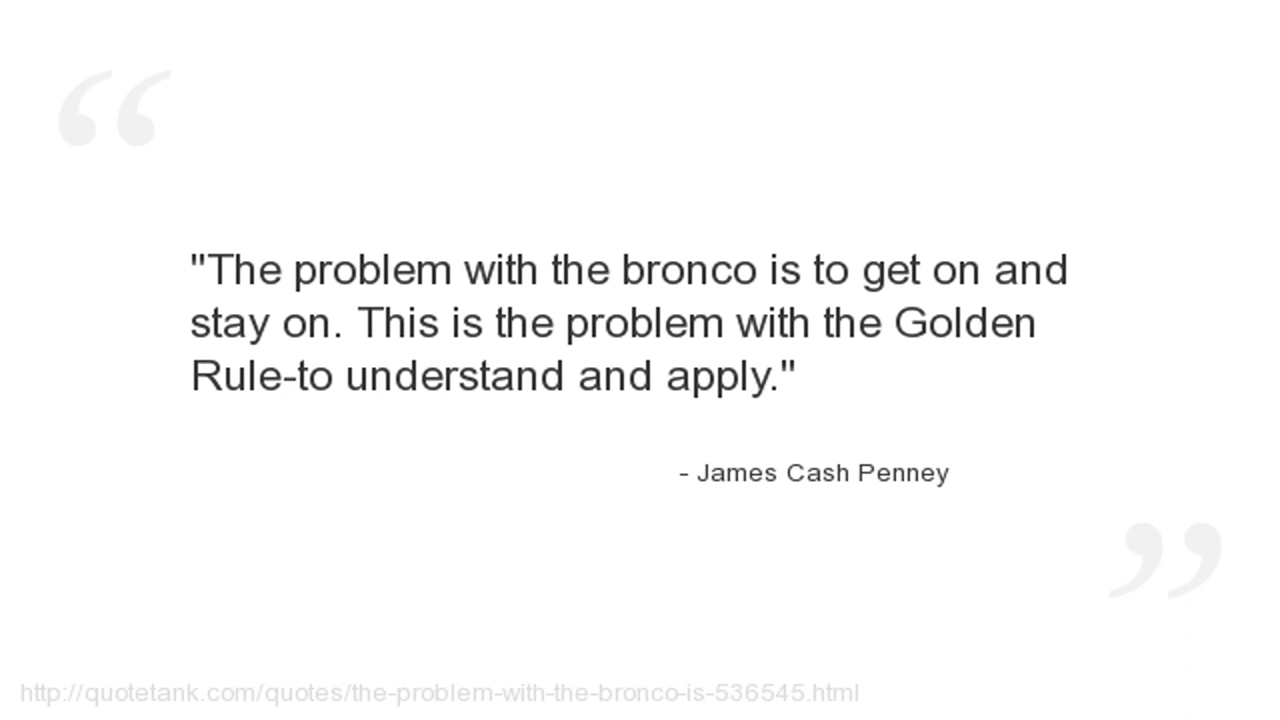 "The problem with the bronco is to get on and
stay on. This is the problem with the Golden
Rule-to understand and apply."
- James Cash Penney
http://quotetank.com/quotes/the-problem-with-the-bronco-is-536545.html